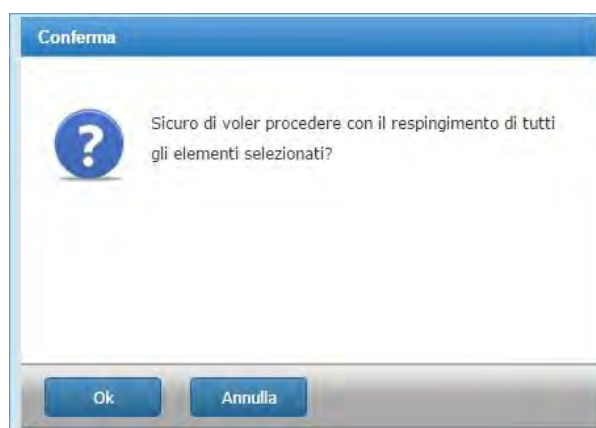 Conferma
Sicuro di voler procedere con il respingimento di tutti
gli elementi selezionati?
Ok
Annulla